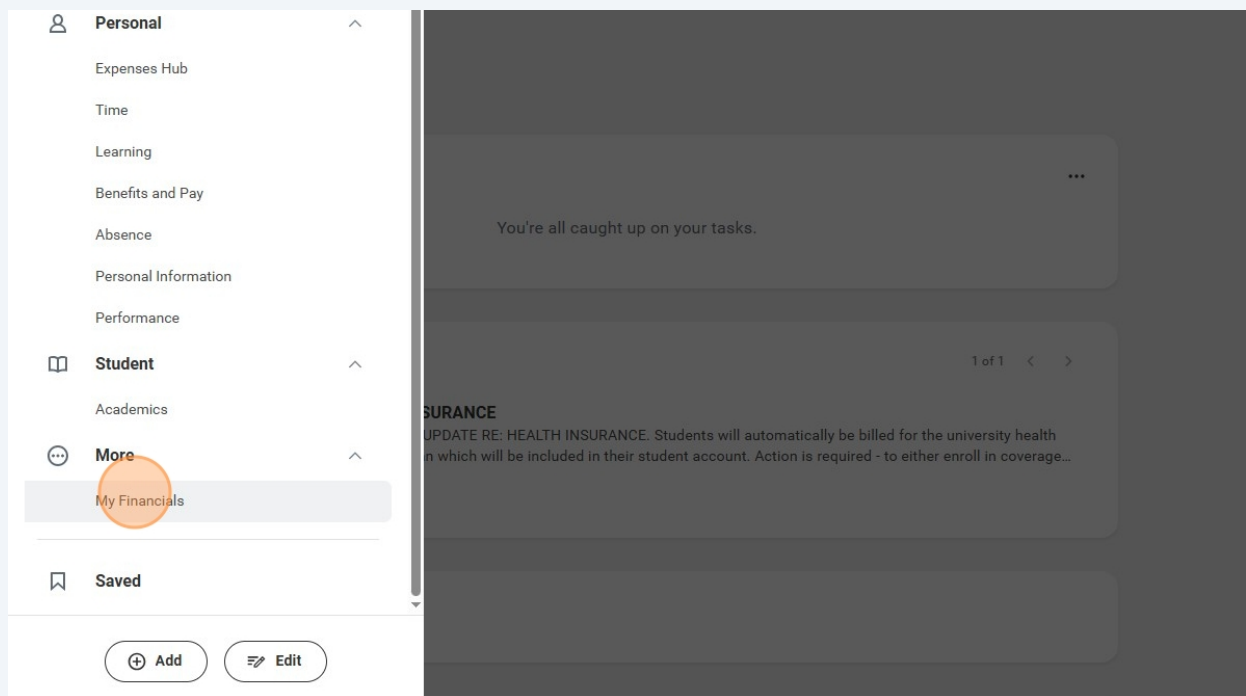 Personal
Expenses Hub
Time
Learning
Benefits and Pay
Absence
Personal Information
Performance
Student
Academics
More
My Financials
Saved
Add
Edit
You're all caught up on your tasks.
1 of 1
SURANCE
UPDATE RE: HEALTH INSURANCE. Students will automatically be billed for the university health
n which will be included in their student account. Action is required - to either enroll in coverage...